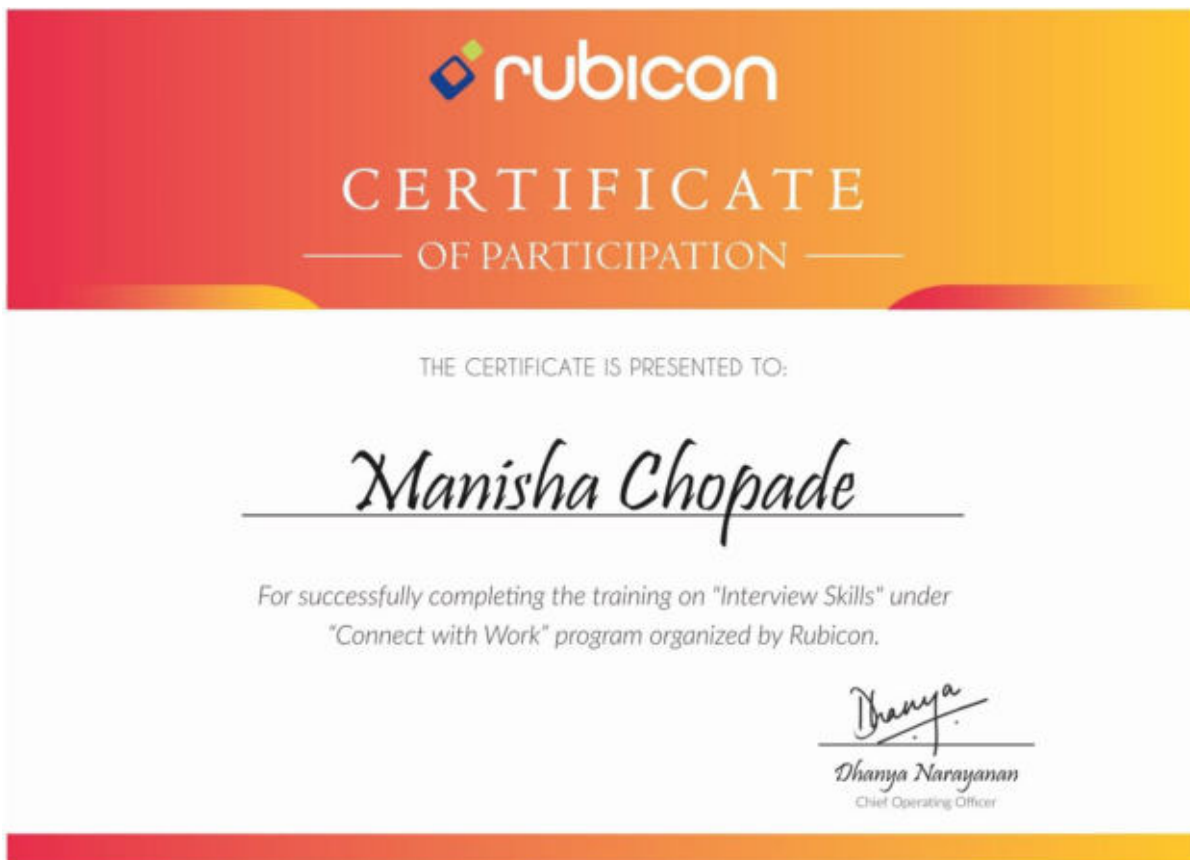 rubicon
CERTIFICATE
OF PARTICIPATION
THE CERTIFICATE IS PRESENTED TO:
Manisha Chopade
For successfully completing the training on "Interview Skills" under
"Connect with Work" program organized by Rubicon.
Dhanya
Dhanya Narayanan
Chief Operating Officer